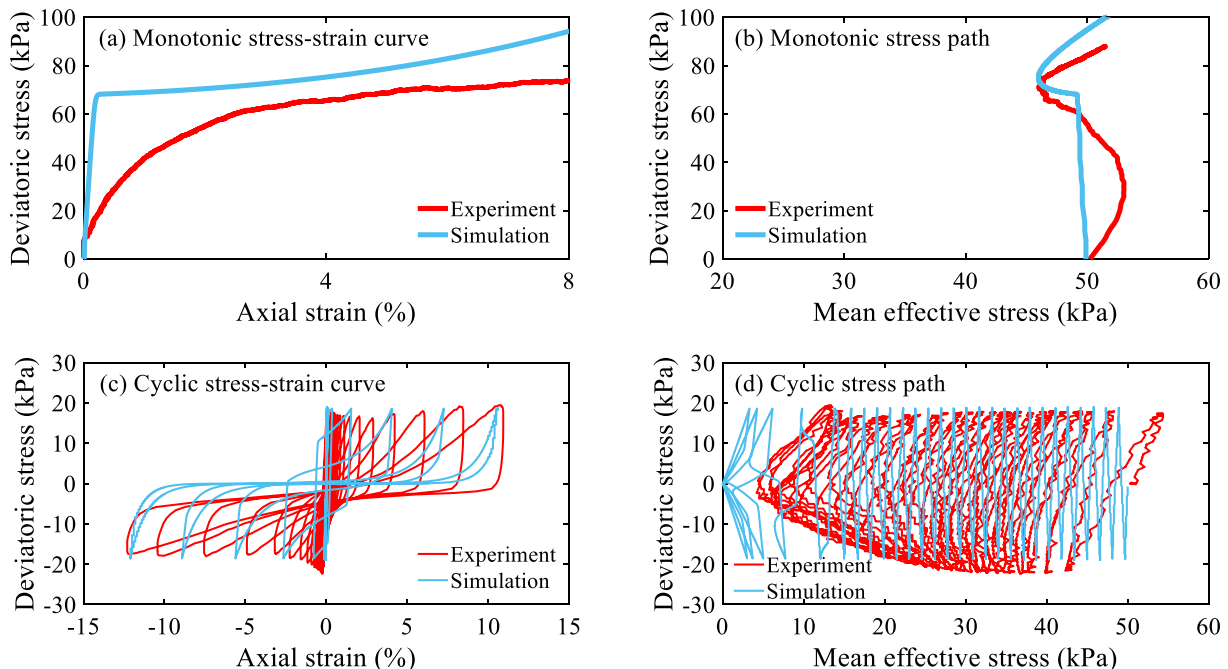 (a) Monotonic stress-strain curve
Deviatoric stress (kPa)
100
80
60
40
20
0
Experiment
Simulation
0
4
8
Axial strain (%)
(b) Monotonic stress path
Deviatoric stress (kPa)
100
80
60
40
20
0
Experiment
Simulation
20
30
40
50
60
Mean effective stress (kPa)
(c) Cyclic stress-strain curve
Deviatoric stress (kPa)
30
20
10
0
-10
-20
-30
Experiment
Simulation
-15
-10
-5
0
5
10
15
Axial strain (%)
(d) Cyclic stress path
Deviatoric stress (kPa)
30
20
10
0
-10
-20
-30
Experiment
Simulation
0
10
20
30
40
50
60
Mean effective stress (kPa)